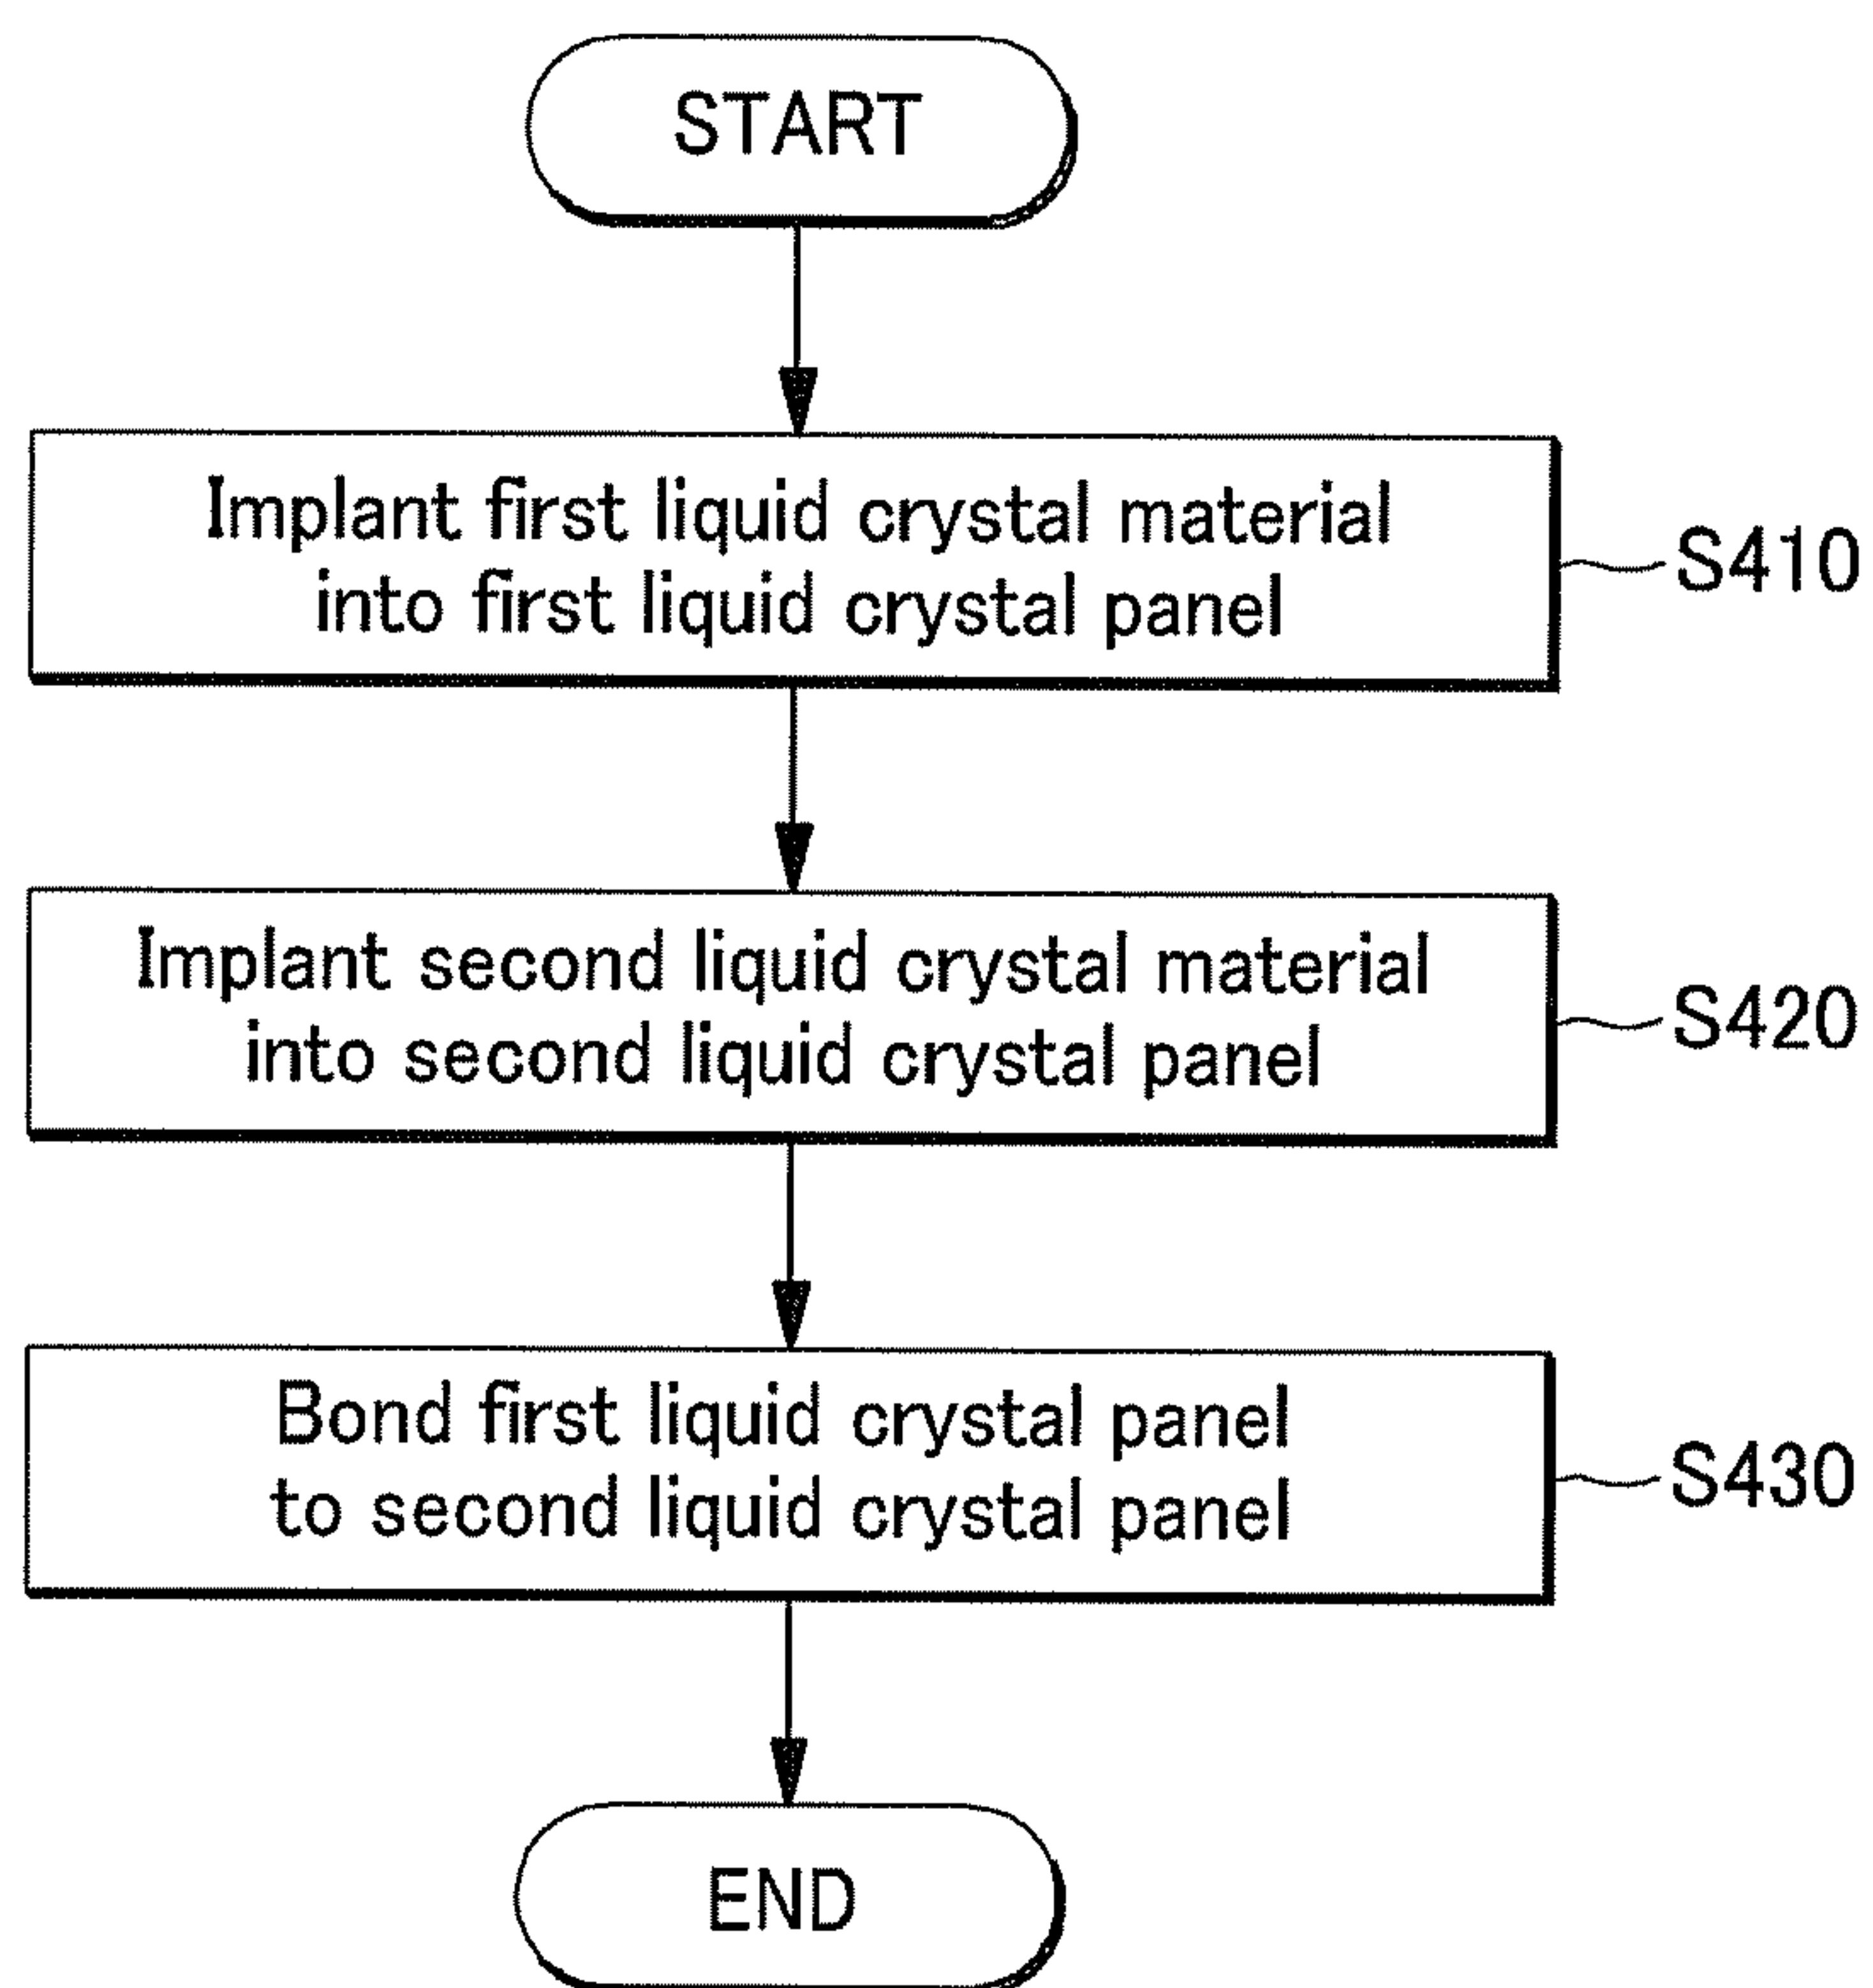 START
Implant first liquid crystal material
into first liquid crystal panel
S410
Implant second liquid crystal material
into second liquid crystal panel
S420
Bond first liquid crystal panel
to second liquid crystal panel
S430
END